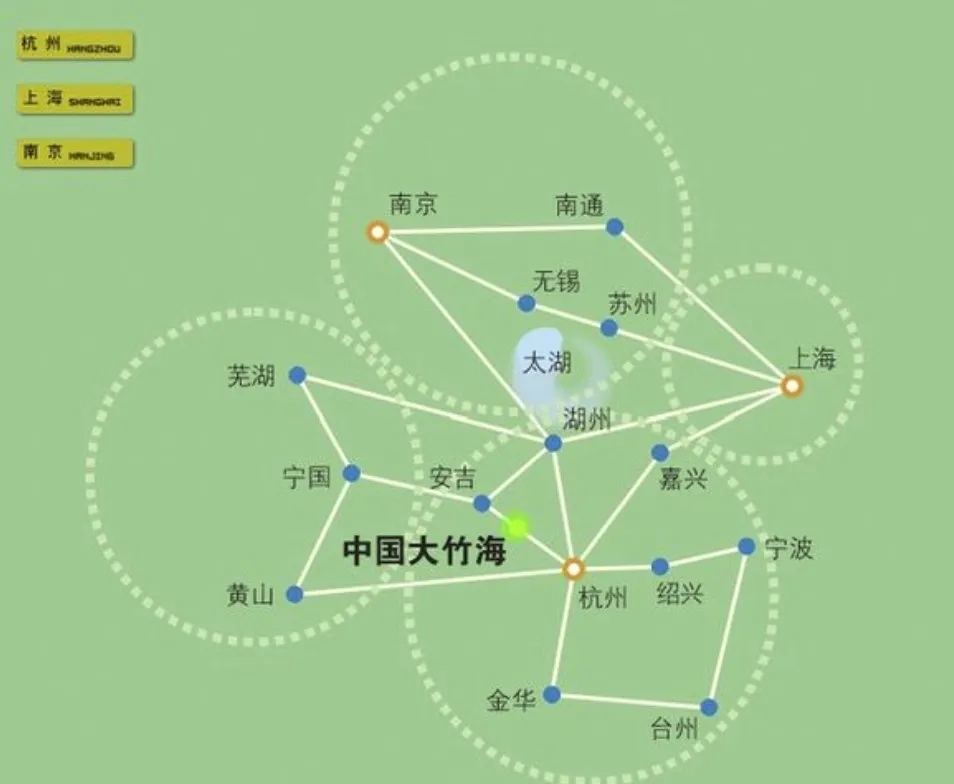 杭州 HANGZHOU
上海 SHANGHAI
南京 NANJING
南京
南通
无锡
苏州
上海
太湖
芜湖
湖州
宁国
安吉
嘉兴
中国大竹海
宁波
黄山
杭州
绍兴
金华
台州